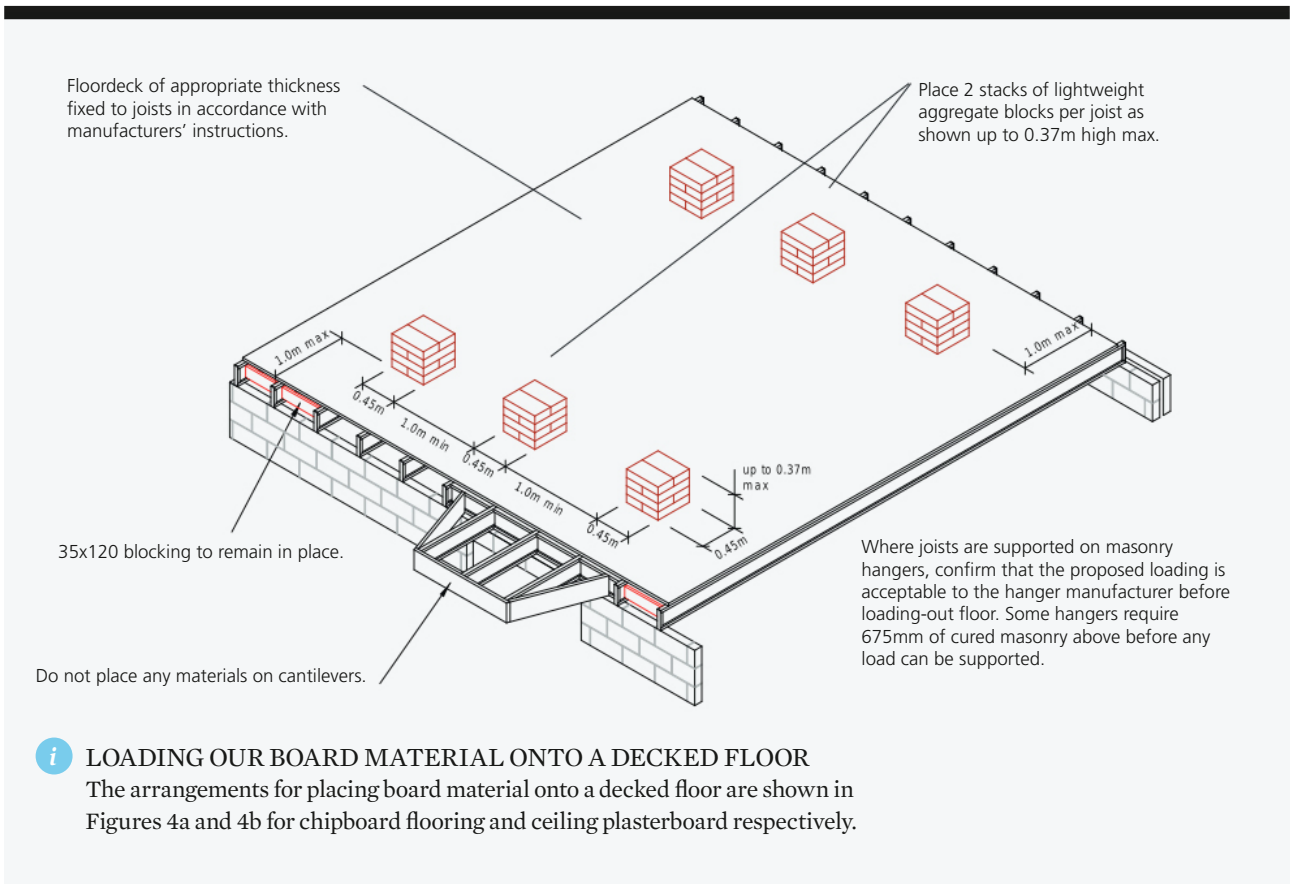 Floordeck of appropriate thickness
fixed to joists in accordance with
manufacturers’ instructions.
Place 2 stacks of lightweight
aggregate blocks per joist as
shown up to 0.37m high max.
1.0m max
1.0m max
0.45m
1.0m min
0.45m
1.0m min
0.45m
up to 0.37m
max
0.45m
35x120 blocking to remain in place.
Where joists are supported on masonry
hangers, confirm that the proposed loading is
acceptable to the hanger manufacturer before
loading-out floor. Some hangers require
675mm of cured masonry above before any
load can be supported.
Do not place any materials on cantilevers.
i LOADING OUR BOARD MATERIAL ONTO A DECKED FLOOR
The arrangements for placing board material onto a decked floor are shown in
Figures 4a and 4b for chipboard flooring and ceiling plasterboard respectively.